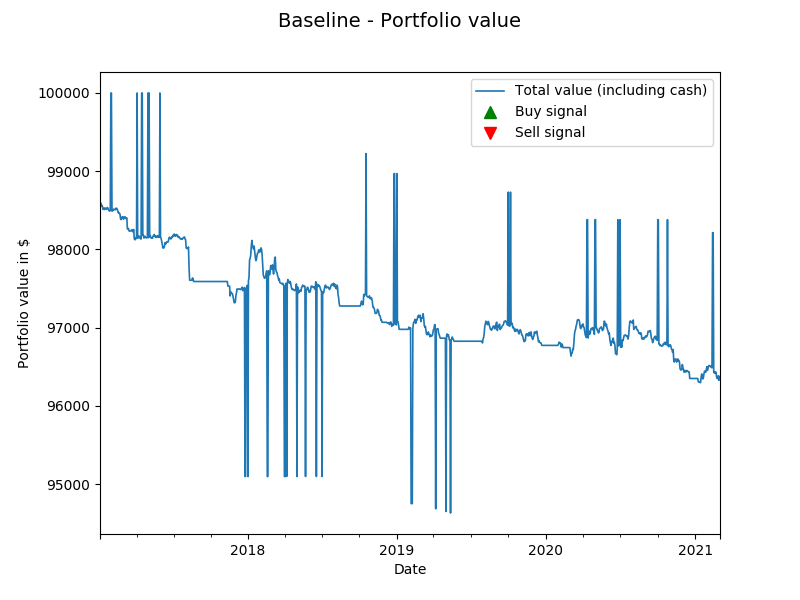 Baseline - Portfolio value
Total value (including cash)
Buy signal
Sell signal
100000
99000
98000
97000
96000
95000
Portfolio value in $
2018
2019
2020
2021
Date